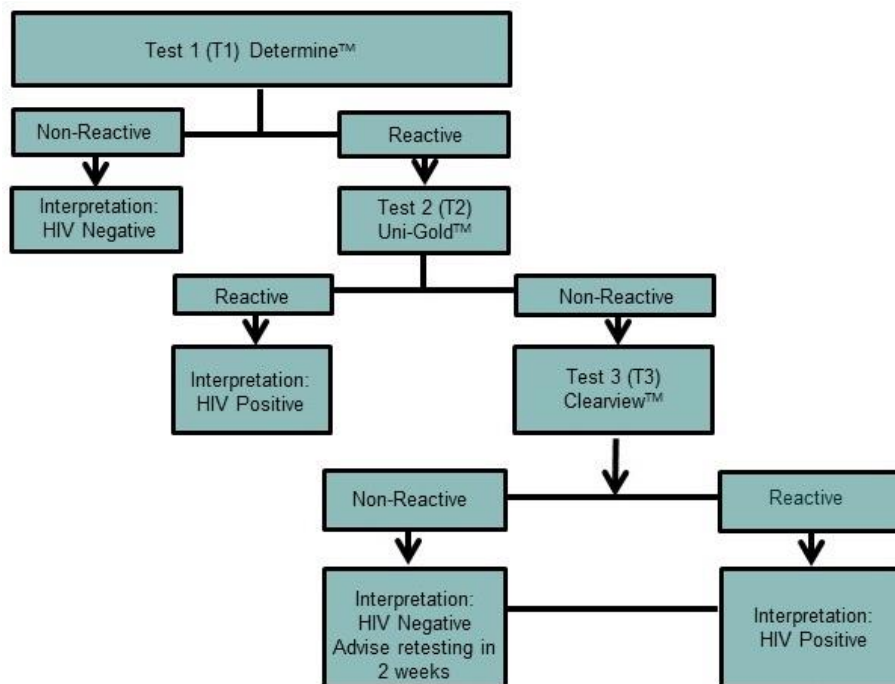 Test 1 (T1) Determine™
Non-Reactive
Reactive
Interpretation:
HIV Negative
Test 2 (T2)
Uni-Gold™
Reactive
Non-Reactive
Interpretation:
HIV Positive
Test 3 (T3)
Clearview™
Non-Reactive
Reactive
Interpretation:
HIV Negative
Advise retesting in
2 weeks
Interpretation:
HIV Positive